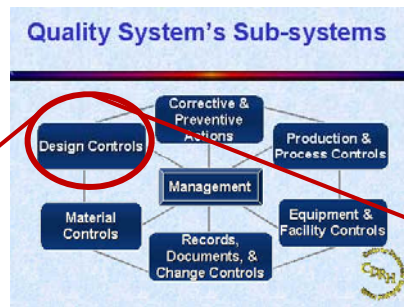 Quality System's Sub-systems
Corrective &
Preventive
Actions
Design Controls
Production &
Process Controls
Management
Material
Controls
Equipment &
Facility Controls
Records,
Documents, &
Change Controls
CDRH